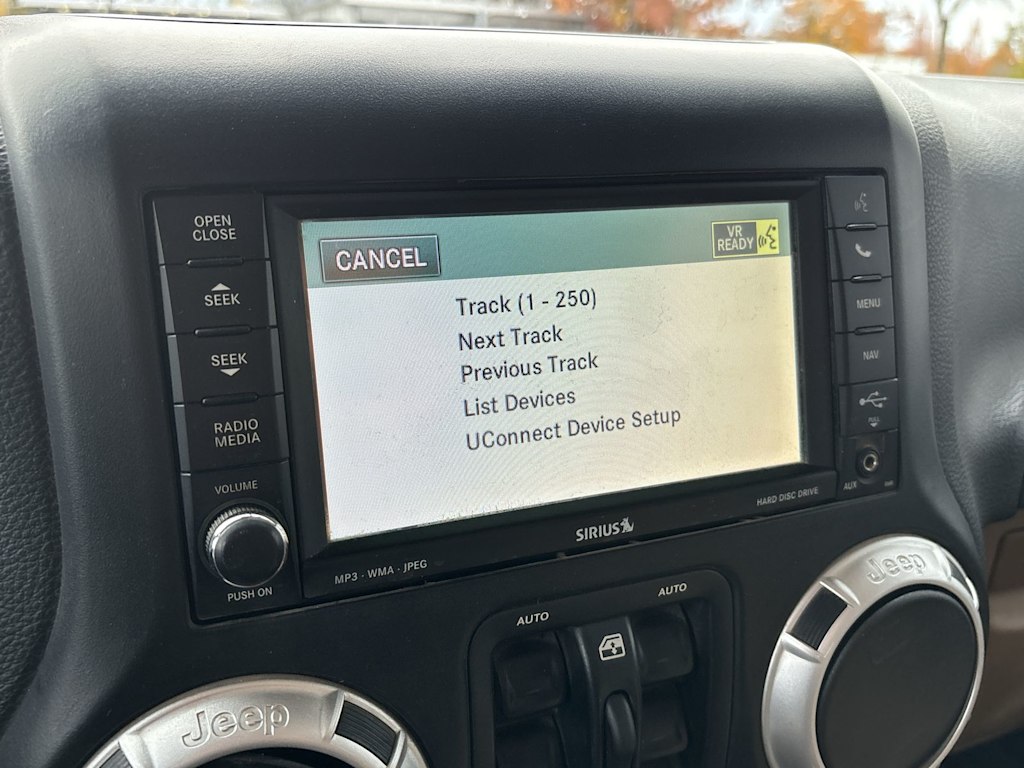 OPEN
CLOSE
SEEK
SEEK
RADIO
MEDIA
VOLUME
PUSH ON
CANCEL
VR
READY
Track (1 - 250)
Next Track
Previous Track
List Devices
UConnect Device Setup
MENU
NAV
PULL
AUX
MP3 · WMA · JPEG
SIRIUS
HARD DISC DRIVE
AUTO
AUTO
Jeep
Jeep